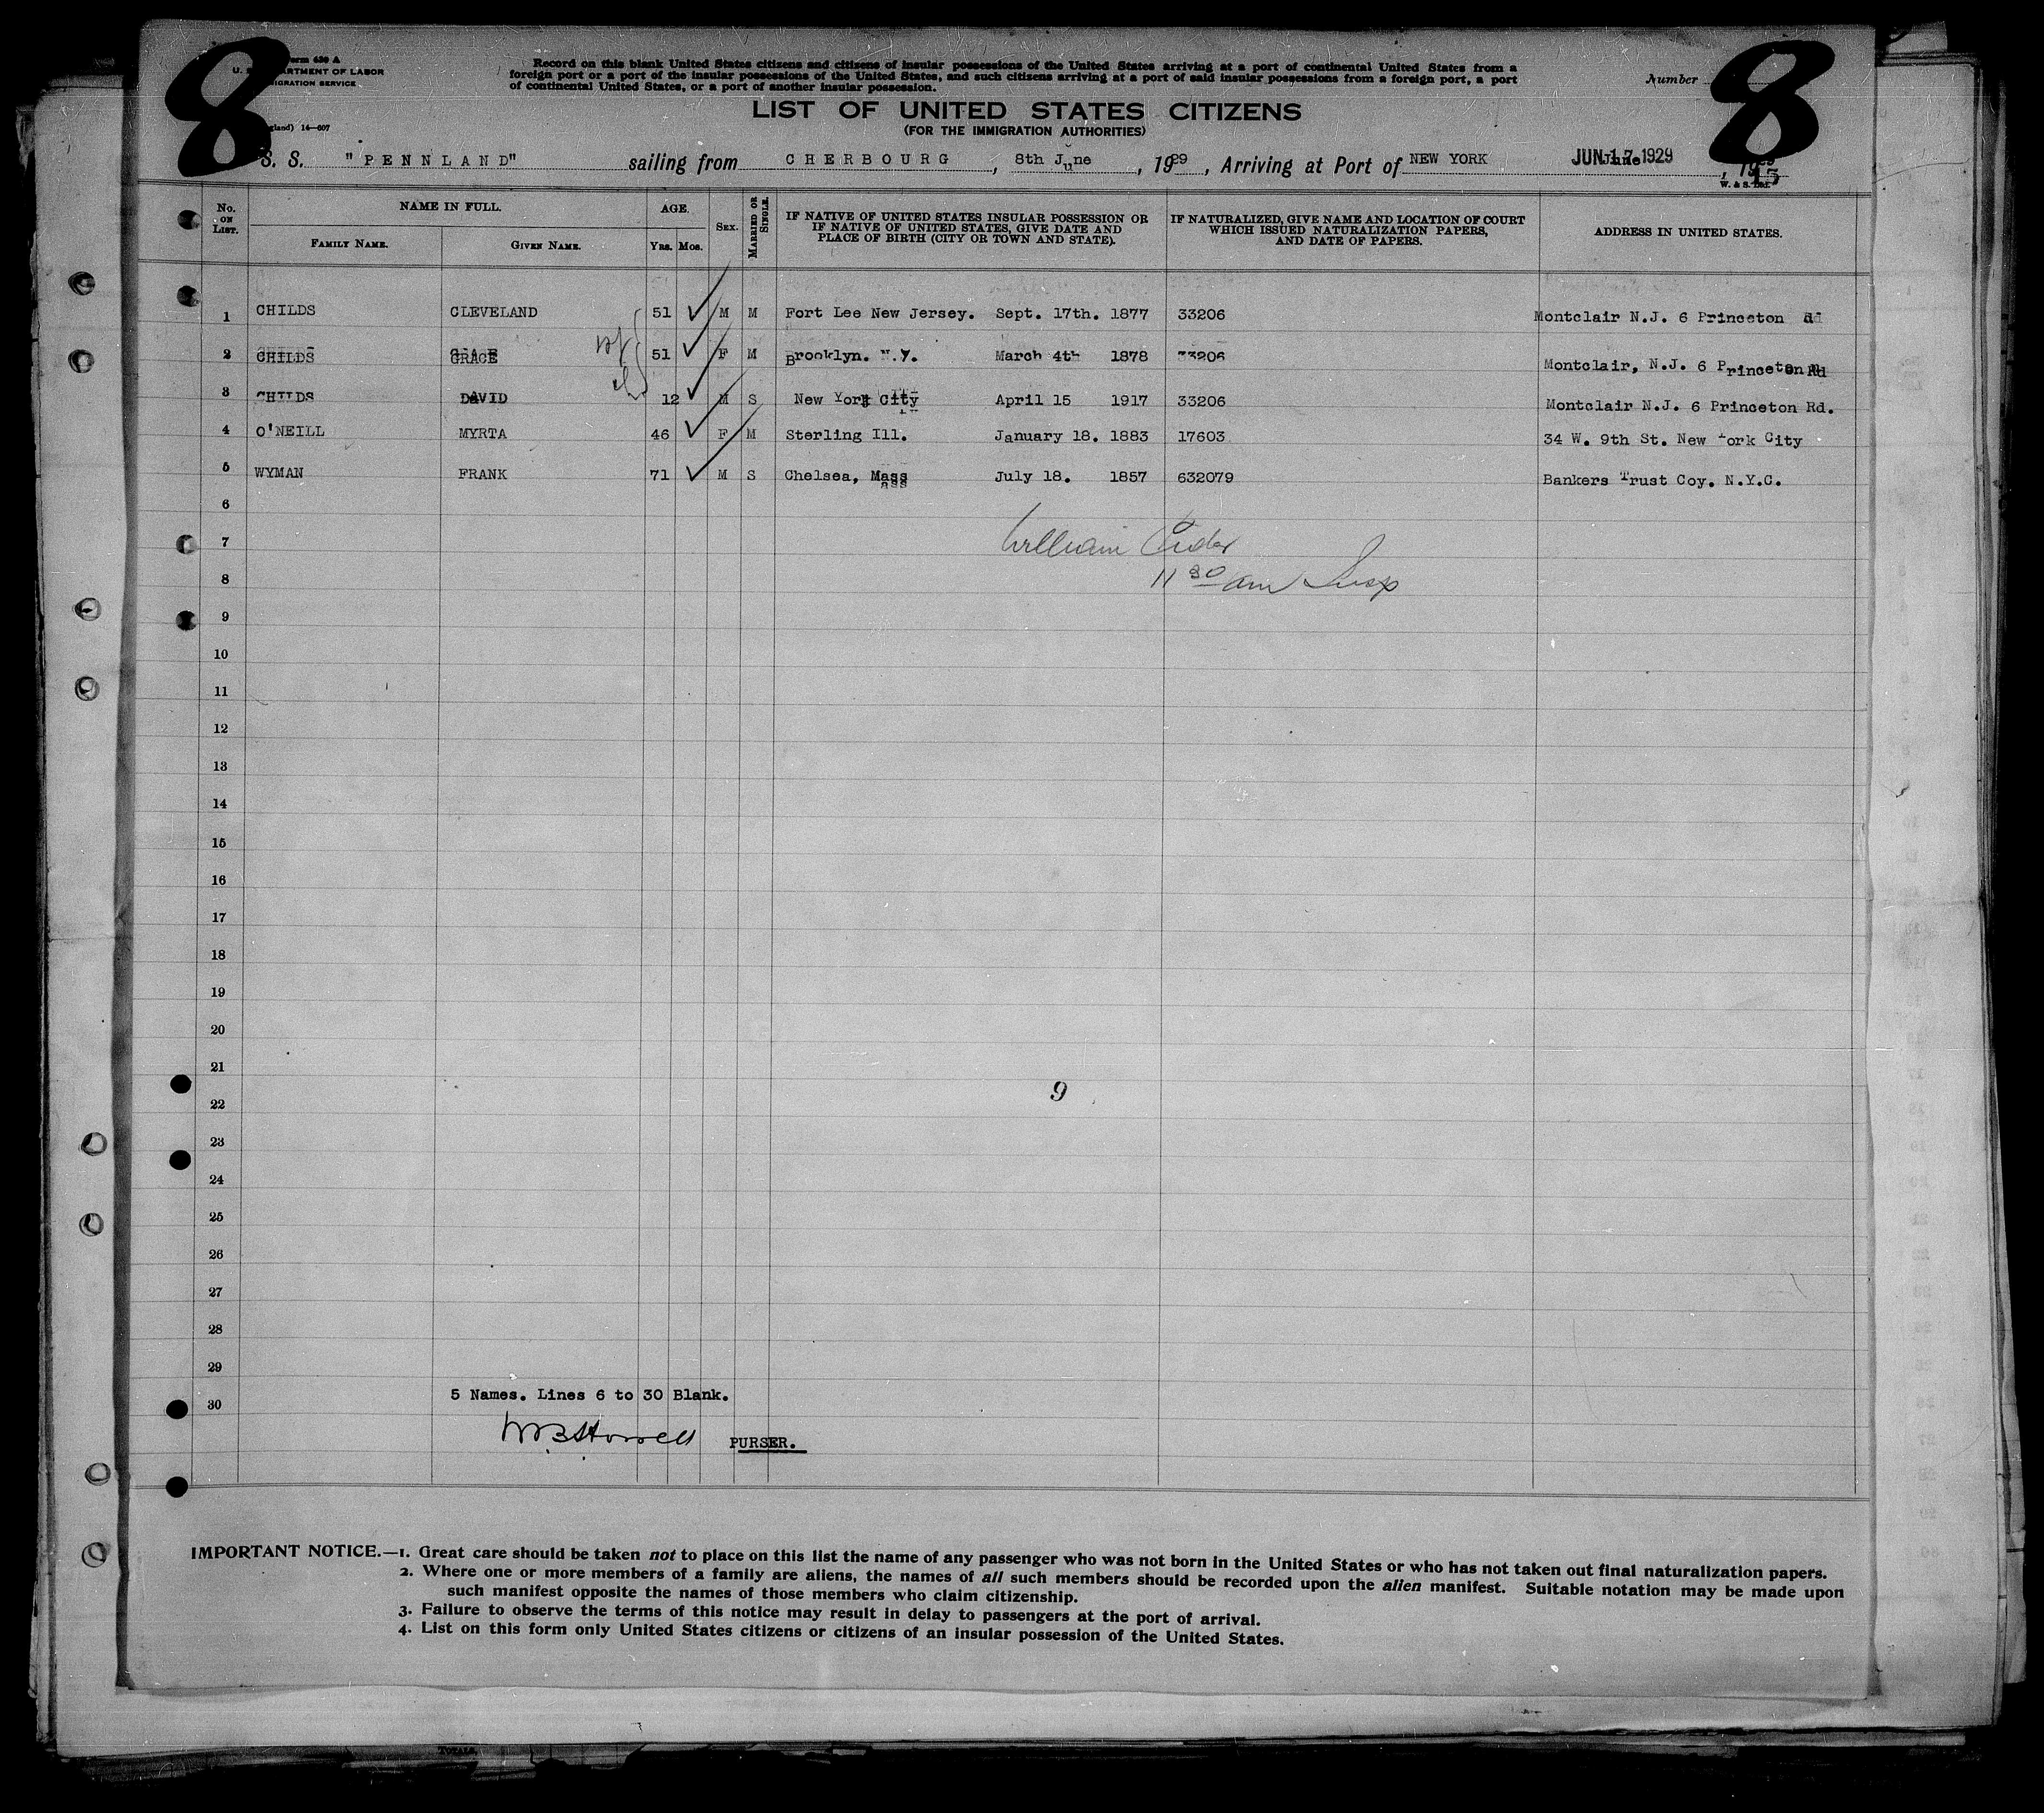 8
8
Form 630 A
U. S. DEPARTMENT OF LABOR
IMMIGRATION SERVICE
Record on this blank United States citizens and citizens of insular possessions of the United States arriving at a port of continental United States from a
foreign port or a port of the insular possessions of the United States, and such citizens arriving at a port of said insular possessions from a foreign port, a port
of continental United States, or a port of another insular possession.
Number
LIST OF UNITED STATES CITIZENS
(FOR THE IMMIGRATION AUTHORITIES)
14—607
S. S. "PENNLAND" sailing from CHERBOURG, 8th June, 1929, Arriving at Port of NEW YORK JUN 17 1929
W. & S. Ltd. 15
No. ON LIST. NAME IN FULL. AGE. SEX. MARRIED OR SINGLE. IF NATIVE OF UNITED STATES INSULAR POSSESSION OR IF NATIVE OF UNITED STATES, GIVE DATE AND PLACE OF BIRTH (CITY OR TOWN AND STATE). IF NATURALIZED, GIVE NAME AND LOCATION OF COURT WHICH ISSUED NATURALIZATION PAPERS, AND DATE OF PAPERS. ADDRESS IN UNITED STATES.
FAMILY NAME. GIVEN NAME. YRS. MOS.
1 CHILDS CLEVELAND 51 M M Fort Lee New Jersey. Sept. 17th. 1877 33206 Montclair N.J. 6 Princeton Rd
2 CHILDS GRACE 51 F M Brooklyn. N.Y. March 4th 1878 33206 Montclair, N.J. 6 Princeton Rd
3 CHILDS DAVID 12 M S New York City April 15 1917 33206 Montclair N.J. 6 Princeton Rd.
4 O'NEILL MYRTA 46 F M Sterling Ill. January 18. 1883 17603 34 W. 9th St. New York City
5 WYMAN FRANK 71 M S Chelsea, Mass July 18. 1857 632079 Bankers Trust Coy. N.Y.C.
6
7 William
8 11 30 am Insp
9
10
11
12
13
14
15
16
17
18
19
20
21
9
22
23
24
25
26
27
28
29
5 Names. Lines 6 to 30 Blank.
30
WB Howell PURSER.
IMPORTANT NOTICE.—1. Great care should be taken not to place on this list the name of any passenger who was not born in the United States or who has not taken out final naturalization papers.
2. Where one or more members of a family are aliens, the names of all such members should be recorded upon the alien manifest. Suitable notation may be made upon
such manifest opposite the names of those members who claim citizenship.
3. Failure to observe the terms of this notice may result in delay to passengers at the port of arrival.
4. List on this form only United States citizens or citizens of an insular possession of the United States.
TOTALS